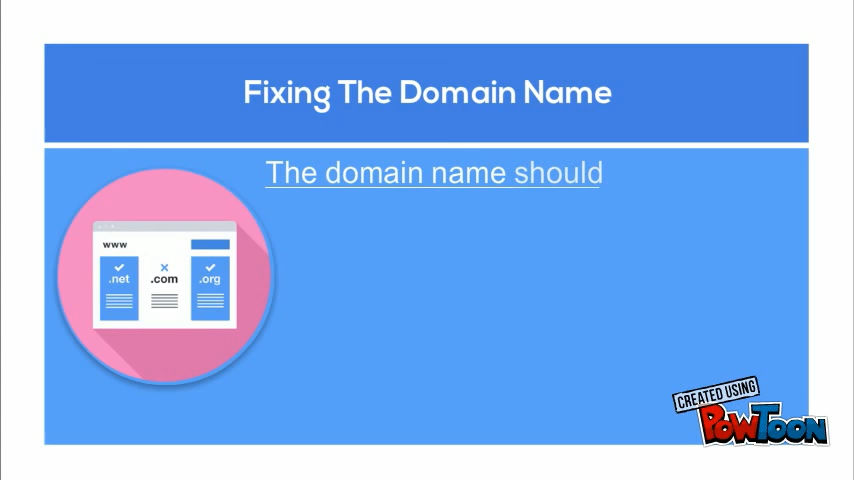 Fixing The Domain Name
The domain name should
www
.net .com .org
CREATED USING
POWTOON